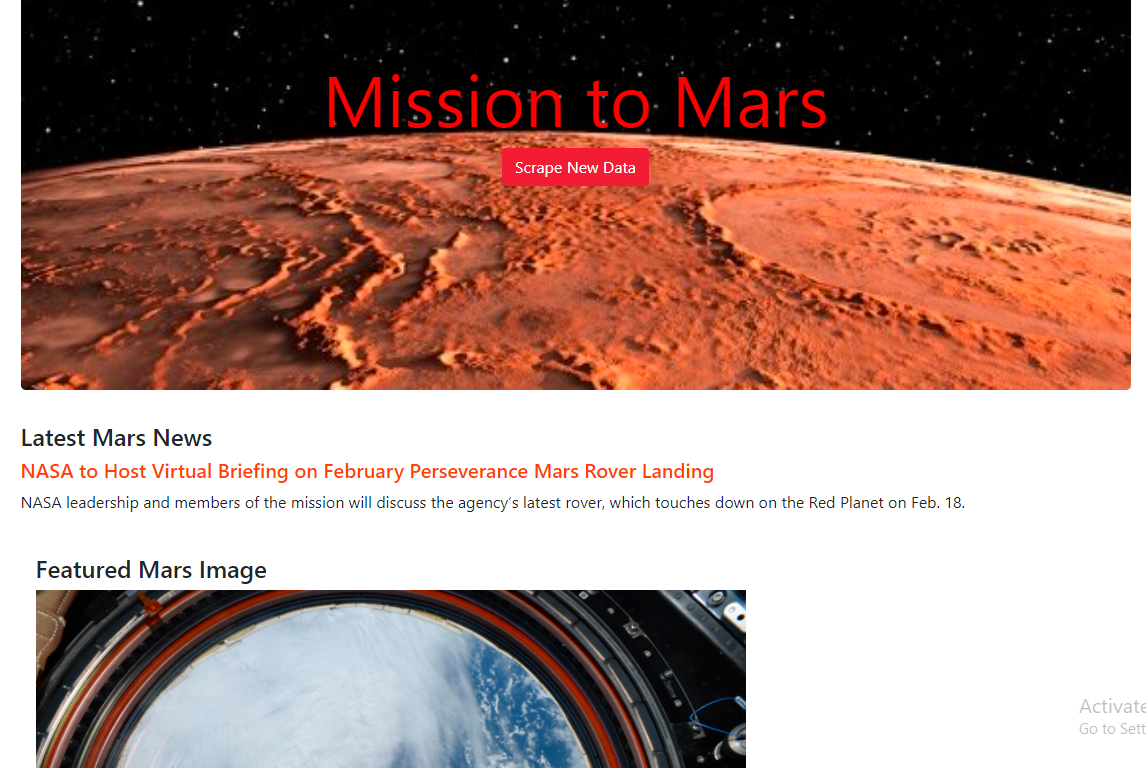 Mission to Mars
Scrape New Data
Latest Mars News
NASA to Host Virtual Briefing on February Perseverance Mars Rover Landing
NASA leadership and members of the mission will discuss the agency’s latest rover, which touches down on the Red Planet on Feb. 18.
Featured Mars Image
Activate
Go to Sett